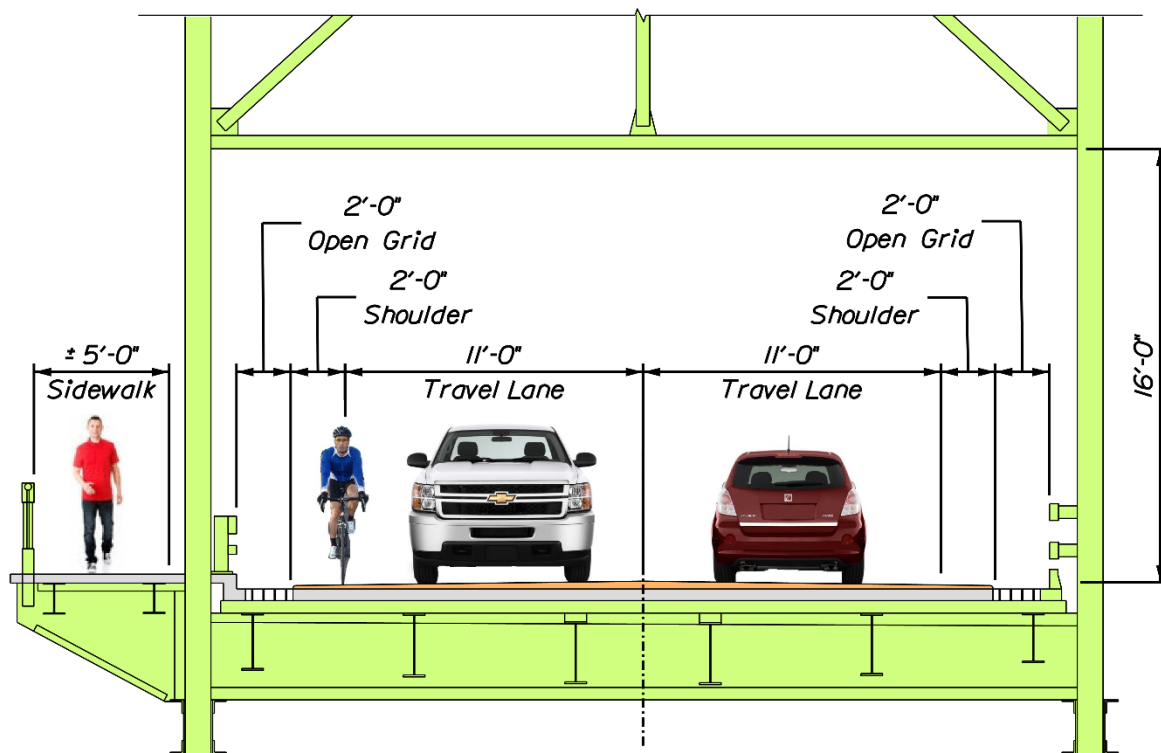 2'-0"
Open Grid
2'-0"
Shoulder
2'-0"
Open Grid
2'-0"
Shoulder
± 5'-0"
Sidewalk
11'-0"
Travel Lane
11'-0"
Travel Lane
16'-0"